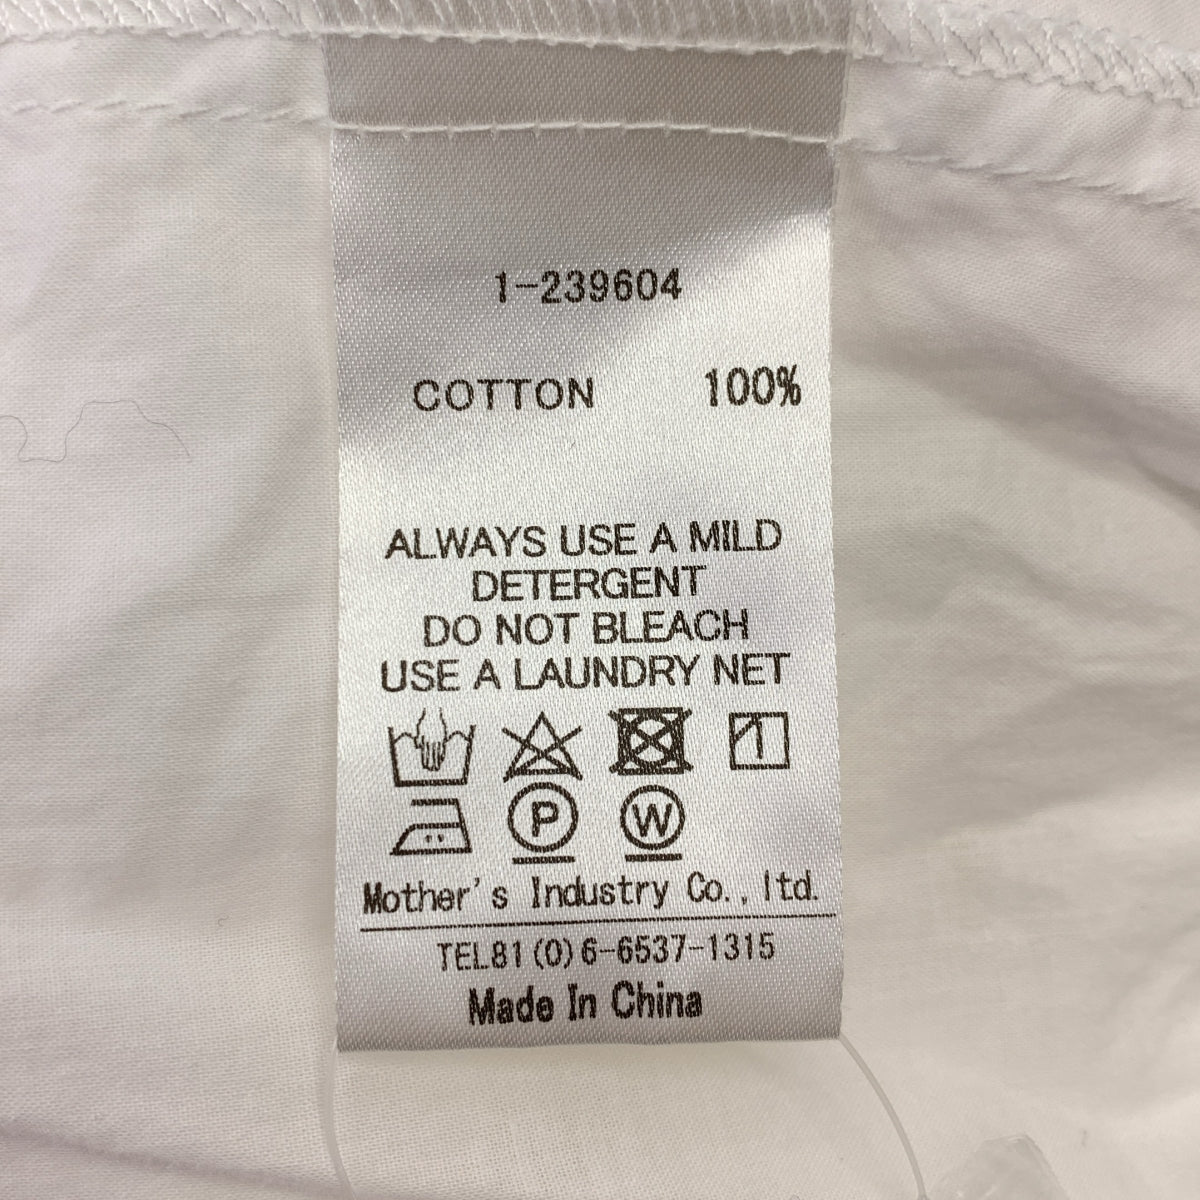 1-239604
COTTON 100%
ALWAYS USE A MILD
DETERGENT
DO NOT BLEACH
USE A LAUNDRY NET
P W
Mother's Industry Co., ltd.
TEL81(0)6-6537-1315
Made In China